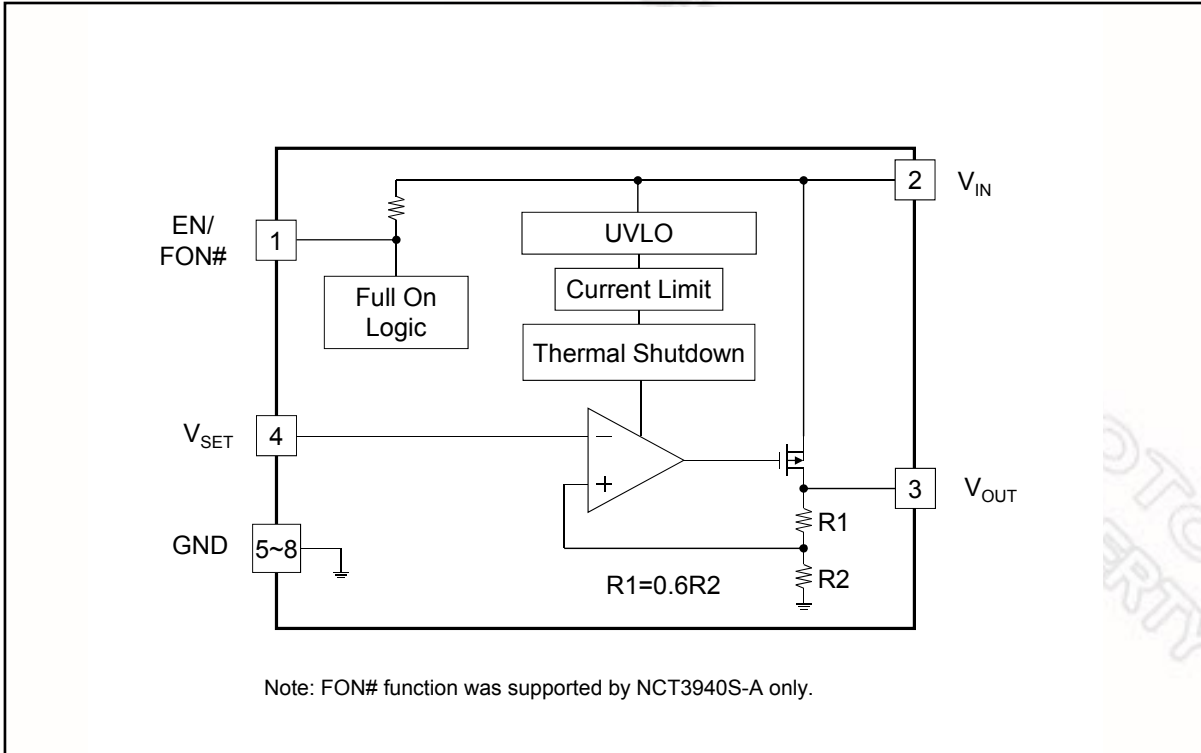 EN/
FON#
1
2
V_IN
UVLO
Full On
Logic
Current Limit
Thermal Shutdown
V_SET
4
−
+
3
V_OUT
R1
GND
5~8
R1=0.6R2
R2
Note: FON# function was supported by NCT3940S-A only.